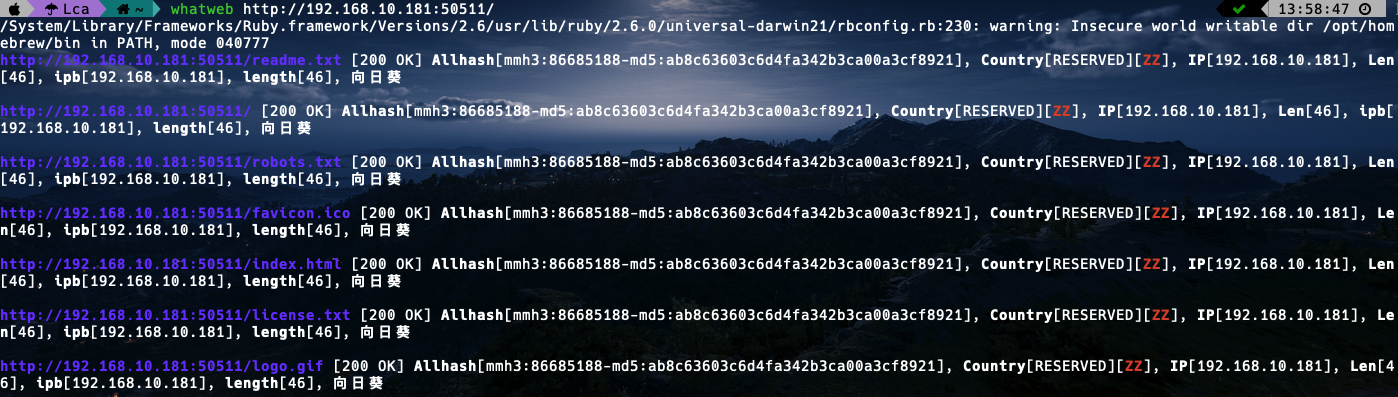 Lca ~ whatweb http://192.168.10.181:50511/ 13:58:47
/System/Library/Frameworks/Ruby.framework/Versions/2.6/usr/lib/ruby/2.6.0/universal-darwin21/rbconfig.rb:230: warning: Insecure world writable dir /opt/hom
ebrew/bin in PATH, mode 040777
http://192.168.10.181:50511/readme.txt [200 OK] Allhash[mmh3:86685188-md5:ab8c63603c6d4fa342b3ca00a3cf8921], Country[RESERVED][ZZ], IP[192.168.10.181], Len
[46], ipb[192.168.10.181], length[46], 向日葵
http://192.168.10.181:50511/ [200 OK] Allhash[mmh3:86685188-md5:ab8c63603c6d4fa342b3ca00a3cf8921], Country[RESERVED][ZZ], IP[192.168.10.181], Len[46], ipb[
192.168.10.181], length[46], 向日葵
http://192.168.10.181:50511/robots.txt [200 OK] Allhash[mmh3:86685188-md5:ab8c63603c6d4fa342b3ca00a3cf8921], Country[RESERVED][ZZ], IP[192.168.10.181], Len
[46], ipb[192.168.10.181], length[46], 向日葵
http://192.168.10.181:50511/favicon.ico [200 OK] Allhash[mmh3:86685188-md5:ab8c63603c6d4fa342b3ca00a3cf8921], Country[RESERVED][ZZ], IP[192.168.10.181], Le
n[46], ipb[192.168.10.181], length[46], 向日葵
http://192.168.10.181:50511/index.html [200 OK] Allhash[mmh3:86685188-md5:ab8c63603c6d4fa342b3ca00a3cf8921], Country[RESERVED][ZZ], IP[192.168.10.181], Len
[46], ipb[192.168.10.181], length[46], 向日葵
http://192.168.10.181:50511/license.txt [200 OK] Allhash[mmh3:86685188-md5:ab8c63603c6d4fa342b3ca00a3cf8921], Country[RESERVED][ZZ], IP[192.168.10.181], Le
n[46], ipb[192.168.10.181], length[46], 向日葵
http://192.168.10.181:50511/logo.gif [200 OK] Allhash[mmh3:86685188-md5:ab8c63603c6d4fa342b3ca00a3cf8921], Country[RESERVED][ZZ], IP[192.168.10.181], Len[4
6], ipb[192.168.10.181], length[46], 向日葵